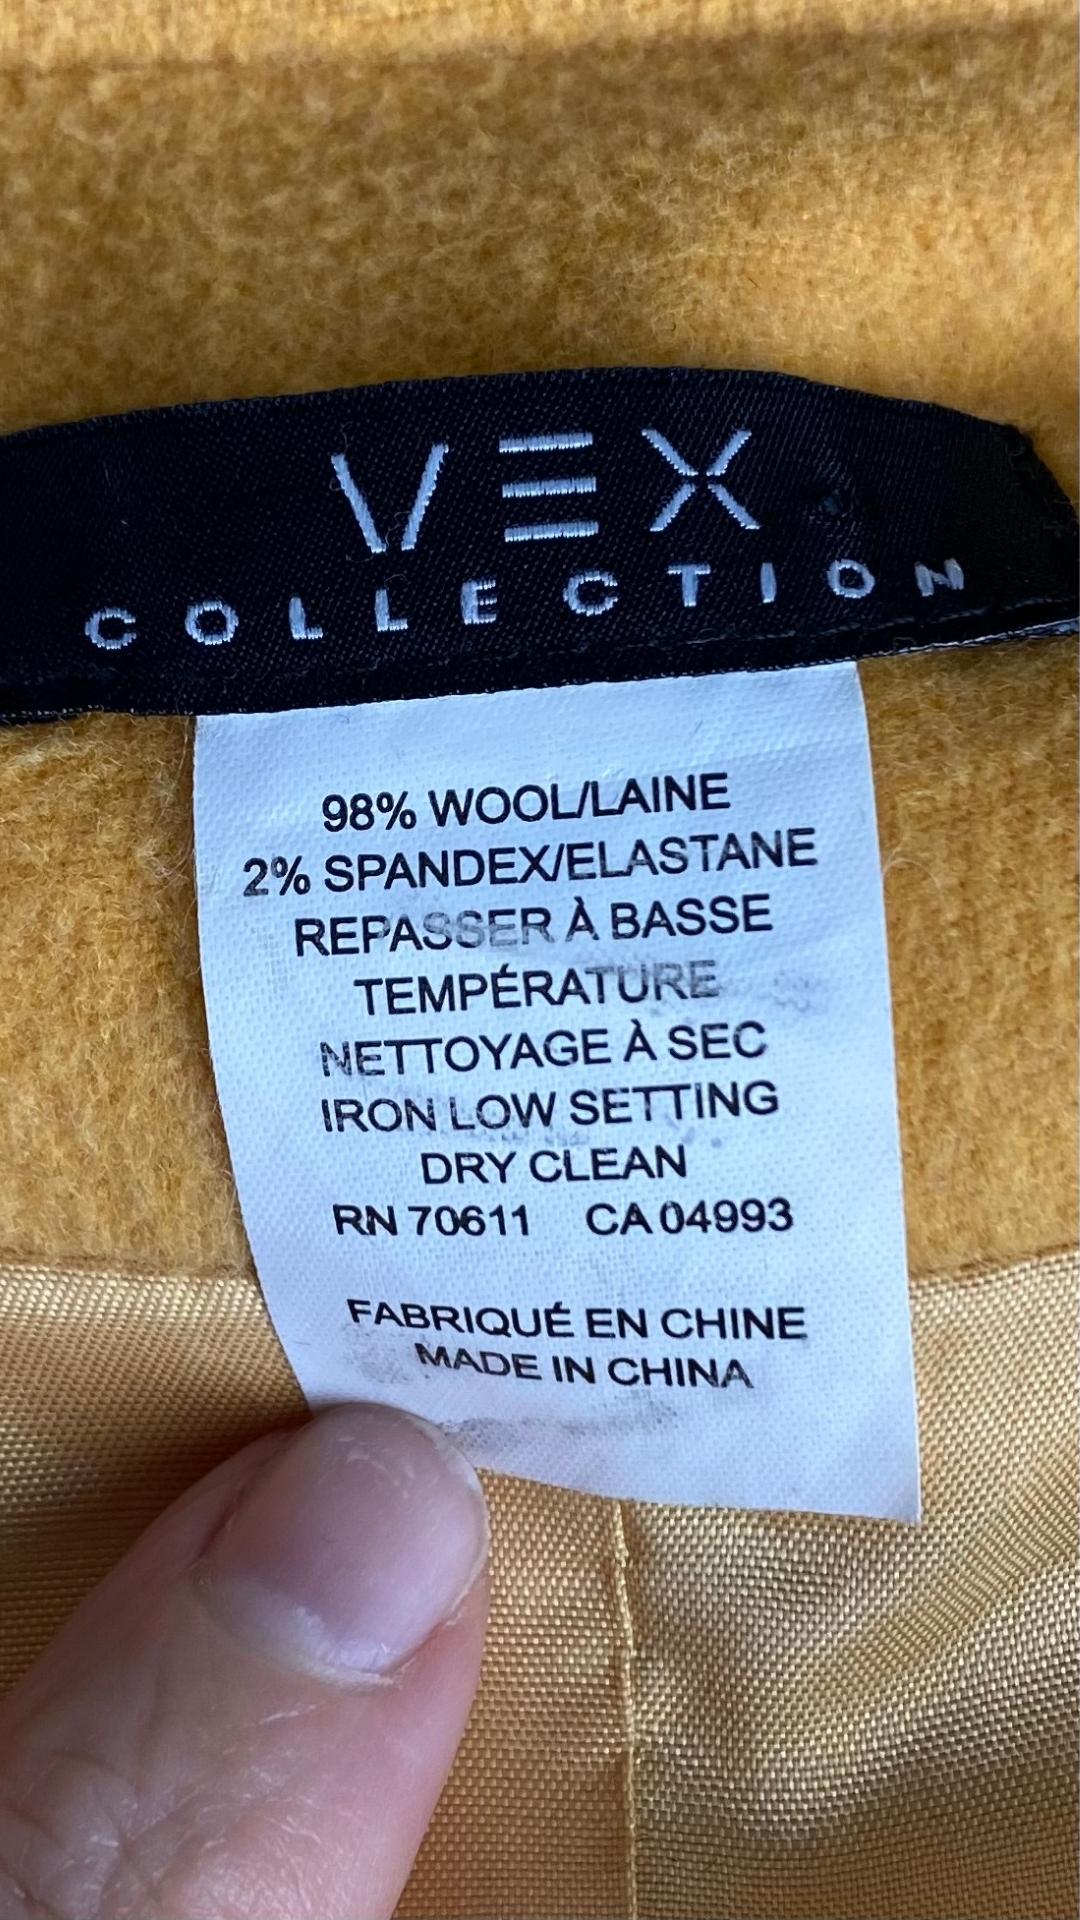 VEX
COLLECTION
98% WOOL/LAINE
2% SPANDEX/ELASTANE
REPASSER À BASSE
TEMPÉRATURE
NETTOYAGE À SEC
IRON LOW SETTING
DRY CLEAN
RN 70611 CA 04993
FABRIQUÉ EN CHINE
MADE IN CHINA